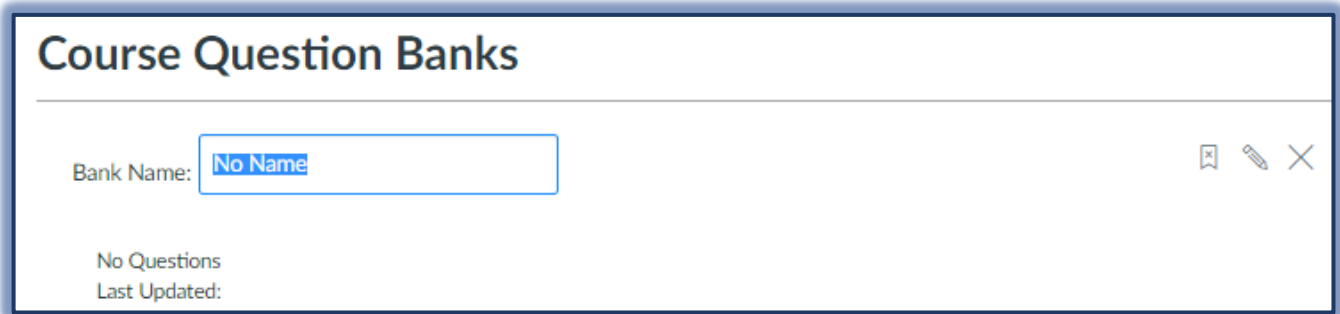 Course Question Banks
Bank Name: No Name
No Questions
Last Updated: